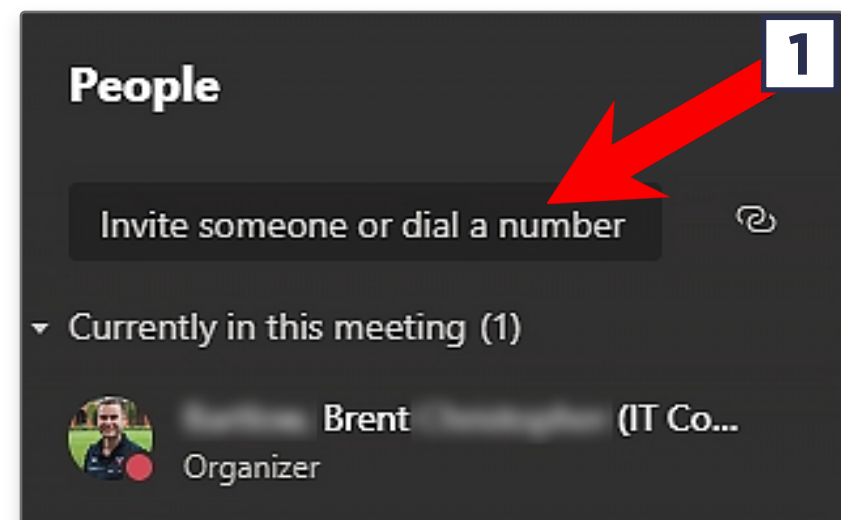 1
People
Invite someone or dial a number
Currently in this meeting (1)
Brent (IT Co...
Organizer